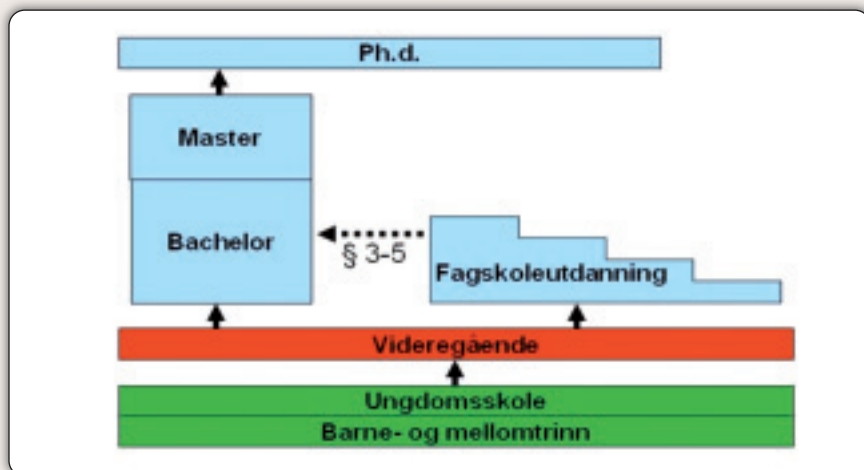 Ph.d.
Master
Bachelor
§ 3-5
Fagskoleutdanning
Videregående
Ungdomsskole
Barne- og mellomtrinn